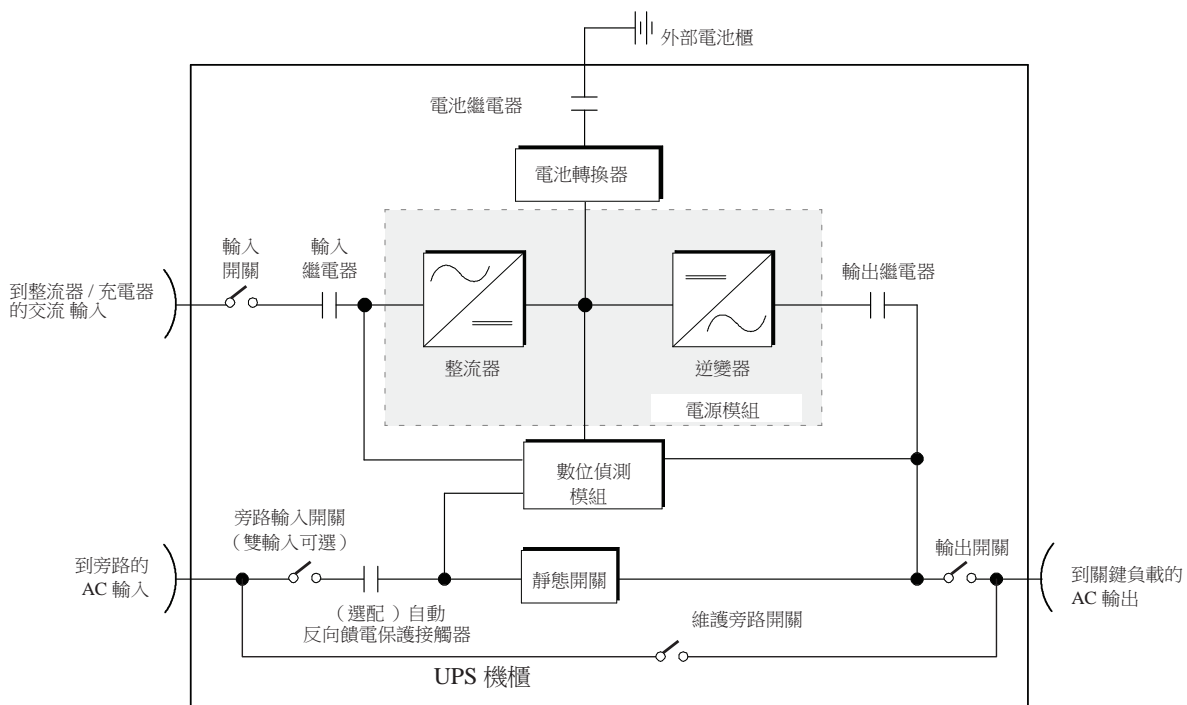 外部電池櫃
電池繼電器
電池轉換器
輸入
開關
輸入
繼電器
輸出繼電器
到整流器 / 充電器
的交流 輸入
整流器
逆變器
電源模組
數位偵測
模組
旁路輸入開關
（雙輸入可選）
到旁路的
AC 輸入
靜態開關
輸出開關
到關鍵負載的
AC 輸出
（選配 ）自動
反向饋電保護接觸器
維護旁路開關
UPS 機櫃